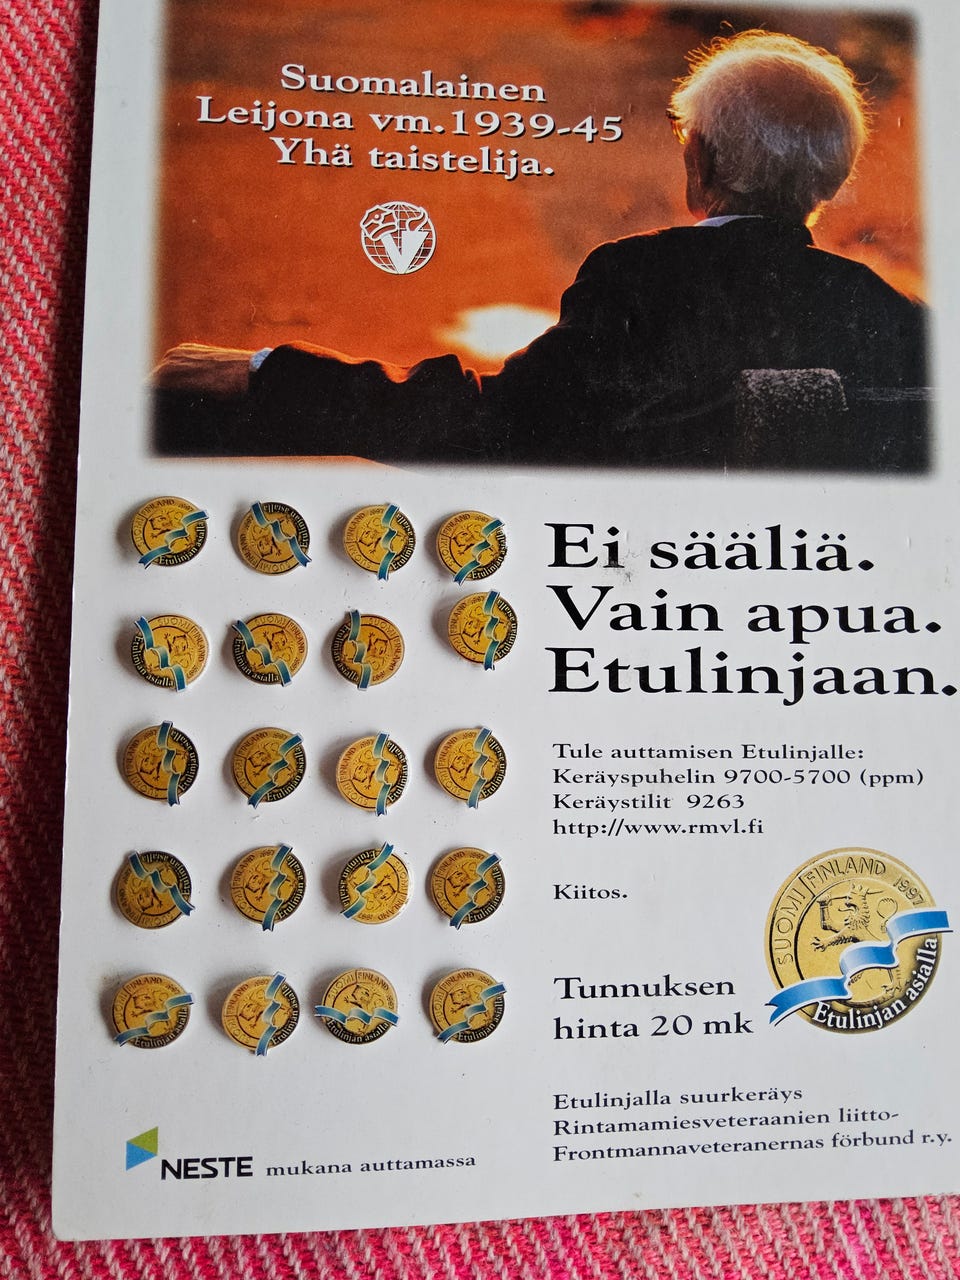 Suomalainen
Leijona vm.1939-45
Yhä taistelija.
V
Ei sääliä.
Vain apua.
Etulinjaan.
Tule auttamisen Etulinjalle:
Keräyspuhelin 9700-5700 (ppm)
Keräystilit 9263
http://www.rmvl.fi
Kiitos.
SUOMI FINLAND 1997
Etulinjan asialla
Tunnuksen
hinta 20 mk
Etulinjalla suurkeräys
Rintamamiesveteraanien liitto-
Frontmannaveteranernas förbund r.y.
NESTE mukana auttamassa